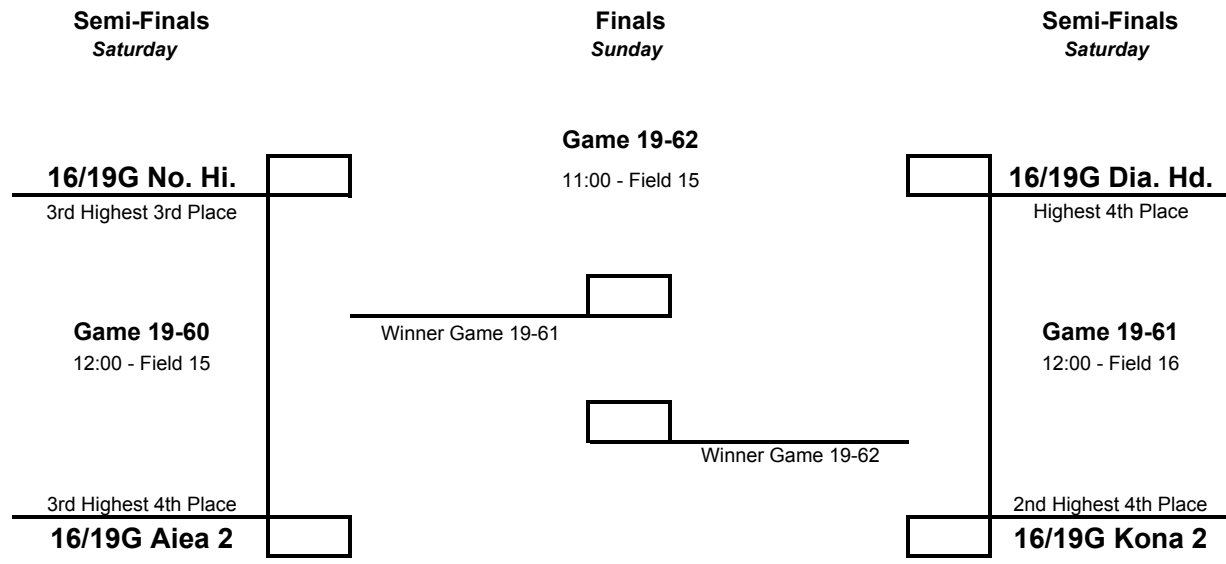 Semi-Finals
Saturday
Finals
Sunday
Semi-Finals
Saturday
Game 19-62
11:00 - Field 15
16/19G No. Hi.
3rd Highest 3rd Place
16/19G Dia. Hd.
Highest 4th Place
Game 19-60
12:00 - Field 15
Winner Game 19-61
Game 19-61
12:00 - Field 16
Winner Game 19-62
3rd Highest 4th Place
16/19G Aiea 2
2nd Highest 4th Place
16/19G Kona 2